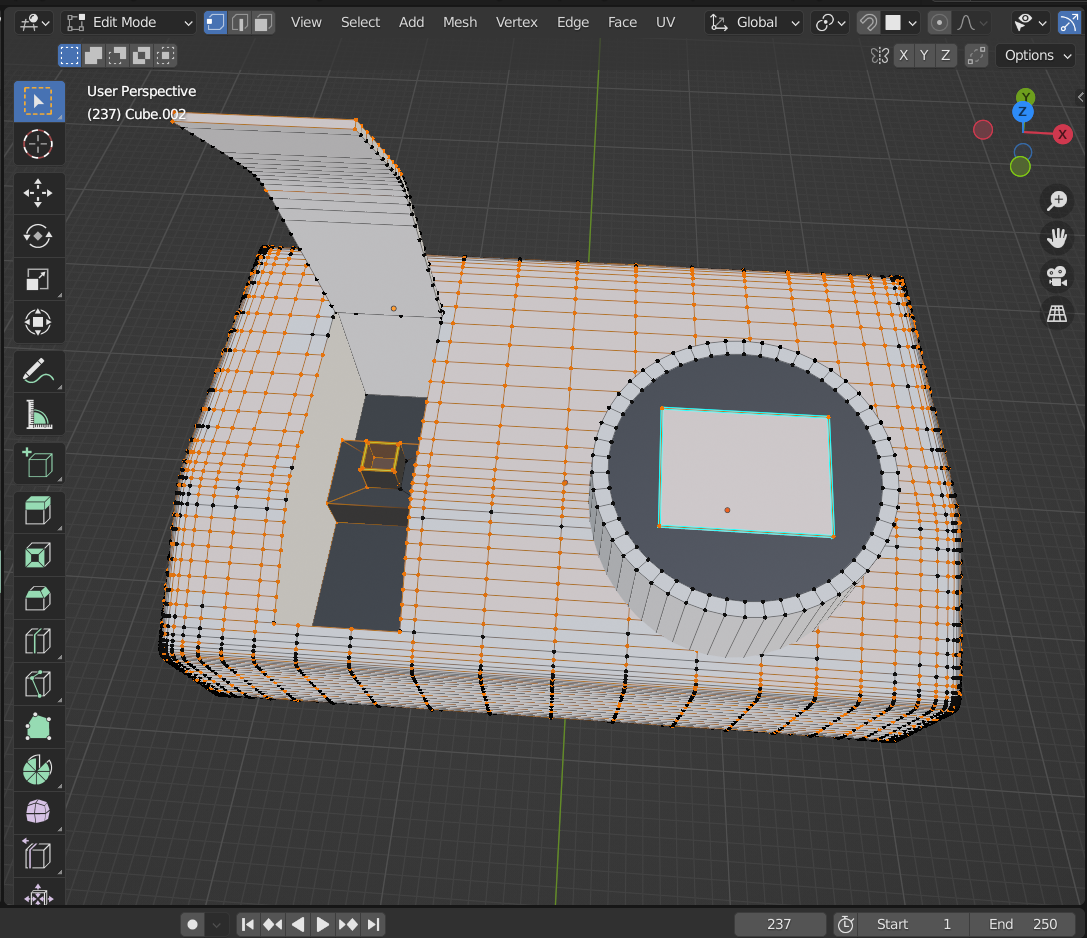 Edit Mode View Select Add Mesh Vertex Edge Face UV Global
X Y Z Options
User Perspective
(237) Cube.002
Y
Z
X
237 Start 1 End 250